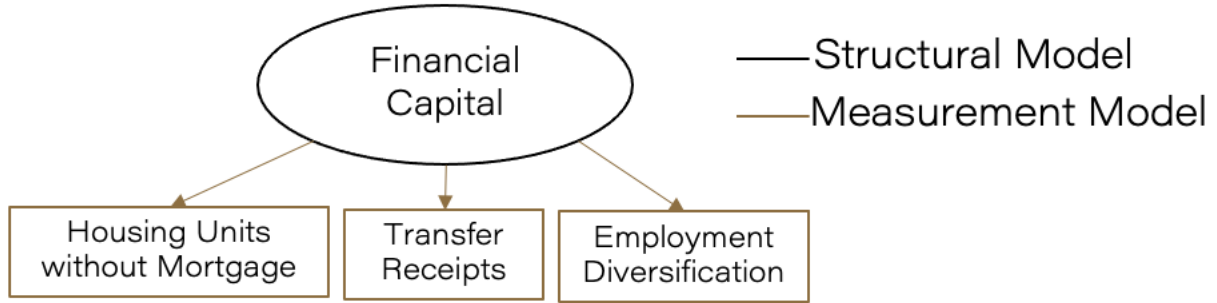 Financial
Capital
Structural Model
Measurement Model
Housing Units
without Mortgage
Transfer
Receipts
Employment
Diversification